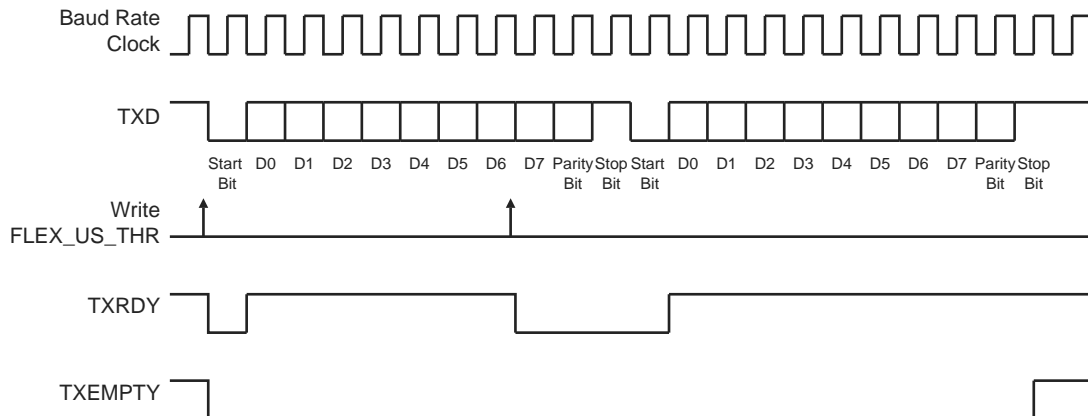 Baud Rate
Clock
TXD
Start D0 D1 D2 D3 D4 D5 D6 D7 Parity Stop Start D0 D1 D2 D3 D4 D5 D6 D7 Parity Stop
Bit Bit Bit Bit Bit Bit
Write
FLEX_US_THR
TXRDY
TXEMPTY